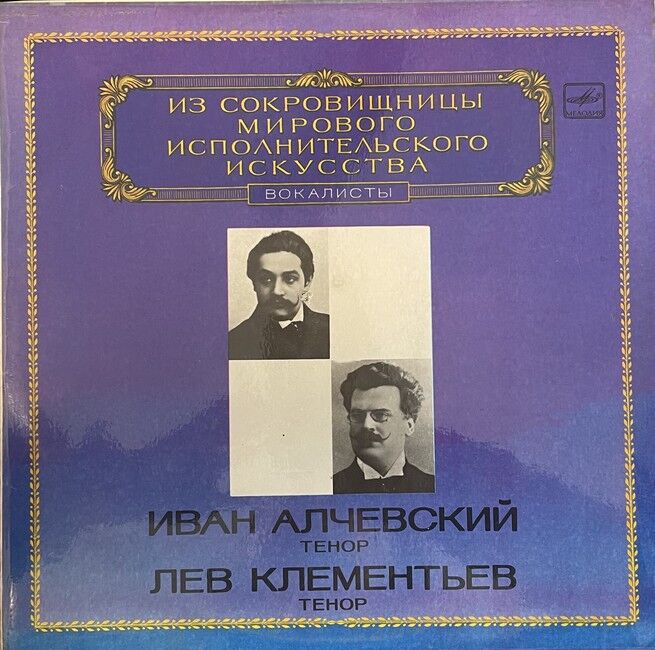 ИЗ СОКРОВИЩНИЦЫ
МИРОВОГО
ИСПОЛНИТЕЛЬСКОГО
ИСКУССТВА
ВОКАЛИСТЫ
МЕЛОДИЯ
ИВАН АЛЧЕВСКИЙ
ТЕНОР
ЛЕВ КЛЕМЕНТЬЕВ
ТЕНОР